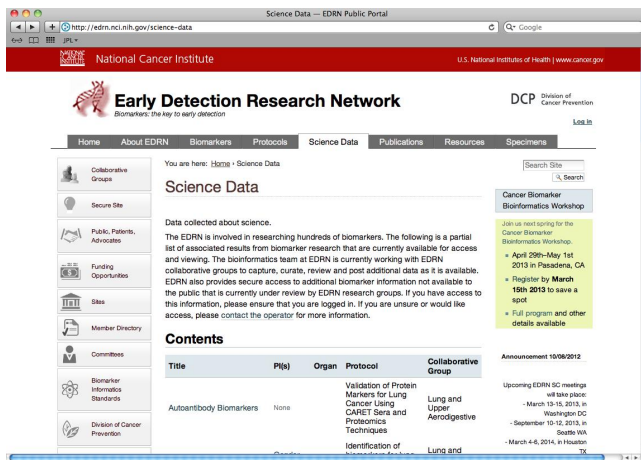 Science Data — EDRN Public Portal
http://edrn.nci.nih.gov/science-data
Google
JPL
NATIONAL CANCER INSTITUTE
National Cancer Institute
U.S. National Institutes of Health | www.cancer.gov
Early Detection Research Network
Biomarkers: the key to early detection
DCP Division of Cancer Prevention
Log in
Home About EDRN Biomarkers Protocols Science Data Publications Resources Specimens
Collaborative
Groups
Secure Site
Public, Patients,
Advocates
Funding
Opportunities
Sites
Member Directory
Committees
Biomarker
Informatics
Standards
Division of Cancer
Prevention
You are here: Home › Science Data
Science Data
Data collected about science.
The EDRN is involved in researching hundreds of biomarkers. The following is a partial
list of associated results from biomarker research that are currently available for access
and viewing. The bioinformatics team at EDRN is currently working with EDRN
collaborative groups to capture, curate, review and post additional data as it is available.
EDRN also provides secure access to additional biomarker information not available to
the public that is currently under review by EDRN research groups. If you have access to
this information, please ensure that you are logged in. If you are unsure or would like
access, please contact the operator for more information.
Contents
Title PI(s) Organ Protocol Collaborative
Group
Autoantibody Biomarkers None
Validation of Protein
Markers for Lung
Cancer Using
CARET Sera and
Proteomics
Techniques
Lung and
Upper
Aerodigestive
Identification of
Lung and
Search Site
Search
Cancer Biomarker
Bioinformatics Workshop
Join us next spring for the
Cancer Biomarker
Bioinformatics Workshop.
April 29th–May 1st
2013 in Pasadena, CA
Register by March
15th 2013 to save a
spot
Full program and other
details available
Announcement 10/08/2012
Upcoming EDRN SC meetings
will take place:
- March 13-15, 2013, in
Washington DC
- September 10-12, 2013, in
Seattle WA
- March 4-6, 2014, in Houston
TX